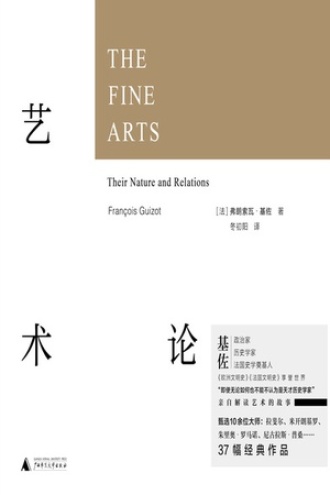 THE
FINE
ARTS
艺
术
论
Their Nature and Relations
François Guizot
[法] 弗朗索瓦·基佐 著
冬初阳 译
基佐
政治家
历史学家
法国史学奠基人
《欧洲文明史》《法国文明史》享誉世界
“即便无论如何也不能不认为是天才历史学家”
亲自解读艺术的故事
甄选10余位大师:拉斐尔、米开朗基罗、
朱里奥·罗马诺、尼古拉斯·普桑——
37幅经典作品
广西师范大学出版社